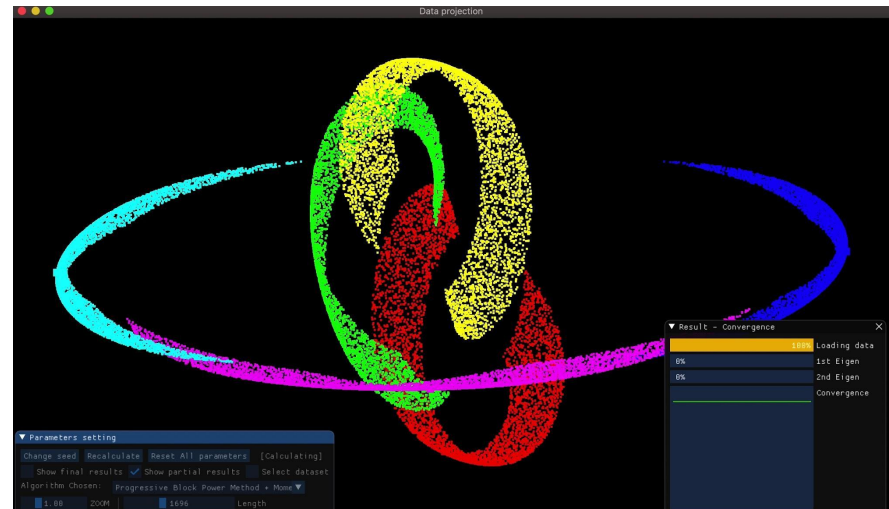 Data projection
▼ Result - Convergence
100% Loading data
0% 1st Eigen
0% 2nd Eigen
Convergence
▼ Parameters setting
Change seed Recalculate Reset All parameters [Calculating]
Show final results Show partial results Select dataset
Algorithm Chosen: Progressive Block Power Method + Mome
1.00 ZOOM 1696 Length